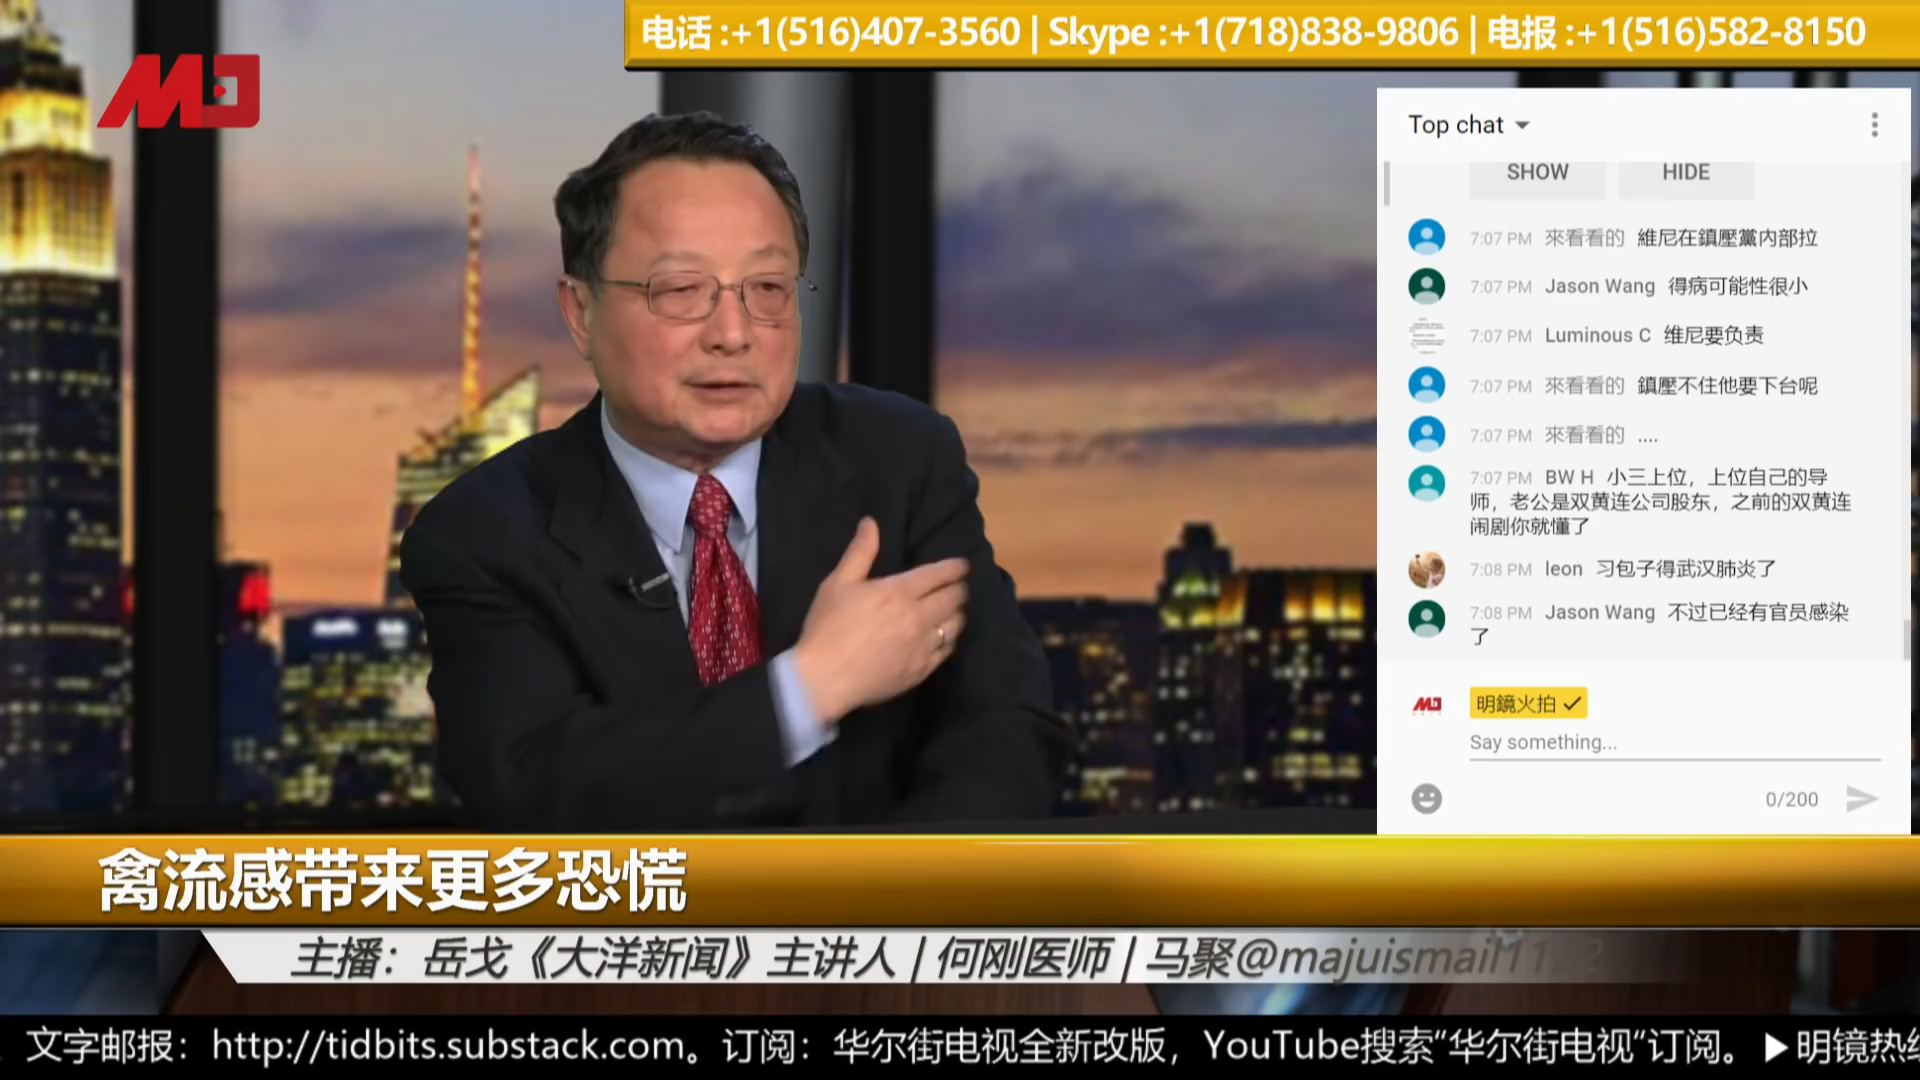 电话 :+1(516)407-3560 | Skype :+1(718)838-9806 | 电报 :+1(516)582-8150
MD
Top chat
SHOW HIDE
7:07 PM 來看看的 維尼在鎮壓黨內部拉
7:07 PM Jason Wang 得病可能性很小
7:07 PM Luminous C 维尼要负责
7:07 PM 來看看的 鎮壓不住他要下台呢
7:07 PM 來看看的 ....
7:07 PM BW H 小三上位，上位自己的导
师，老公是双黄连公司股东，之前的双黄连
闹剧你就懂了
7:08 PM leon 习包子得武汉肺炎了
7:08 PM Jason Wang 不过已经有官员感染
了
MD 明鏡火拍
Say something...
0/200
禽流感带来更多恐慌
主播：岳戈《大洋新闻》主讲人 | 何刚医师 | 马聚@majuismail1122
文字邮报：http://tidbits.substack.com。订阅：华尔街电视全新改版，YouTube搜索“华尔街电视“订阅。▶明镜热